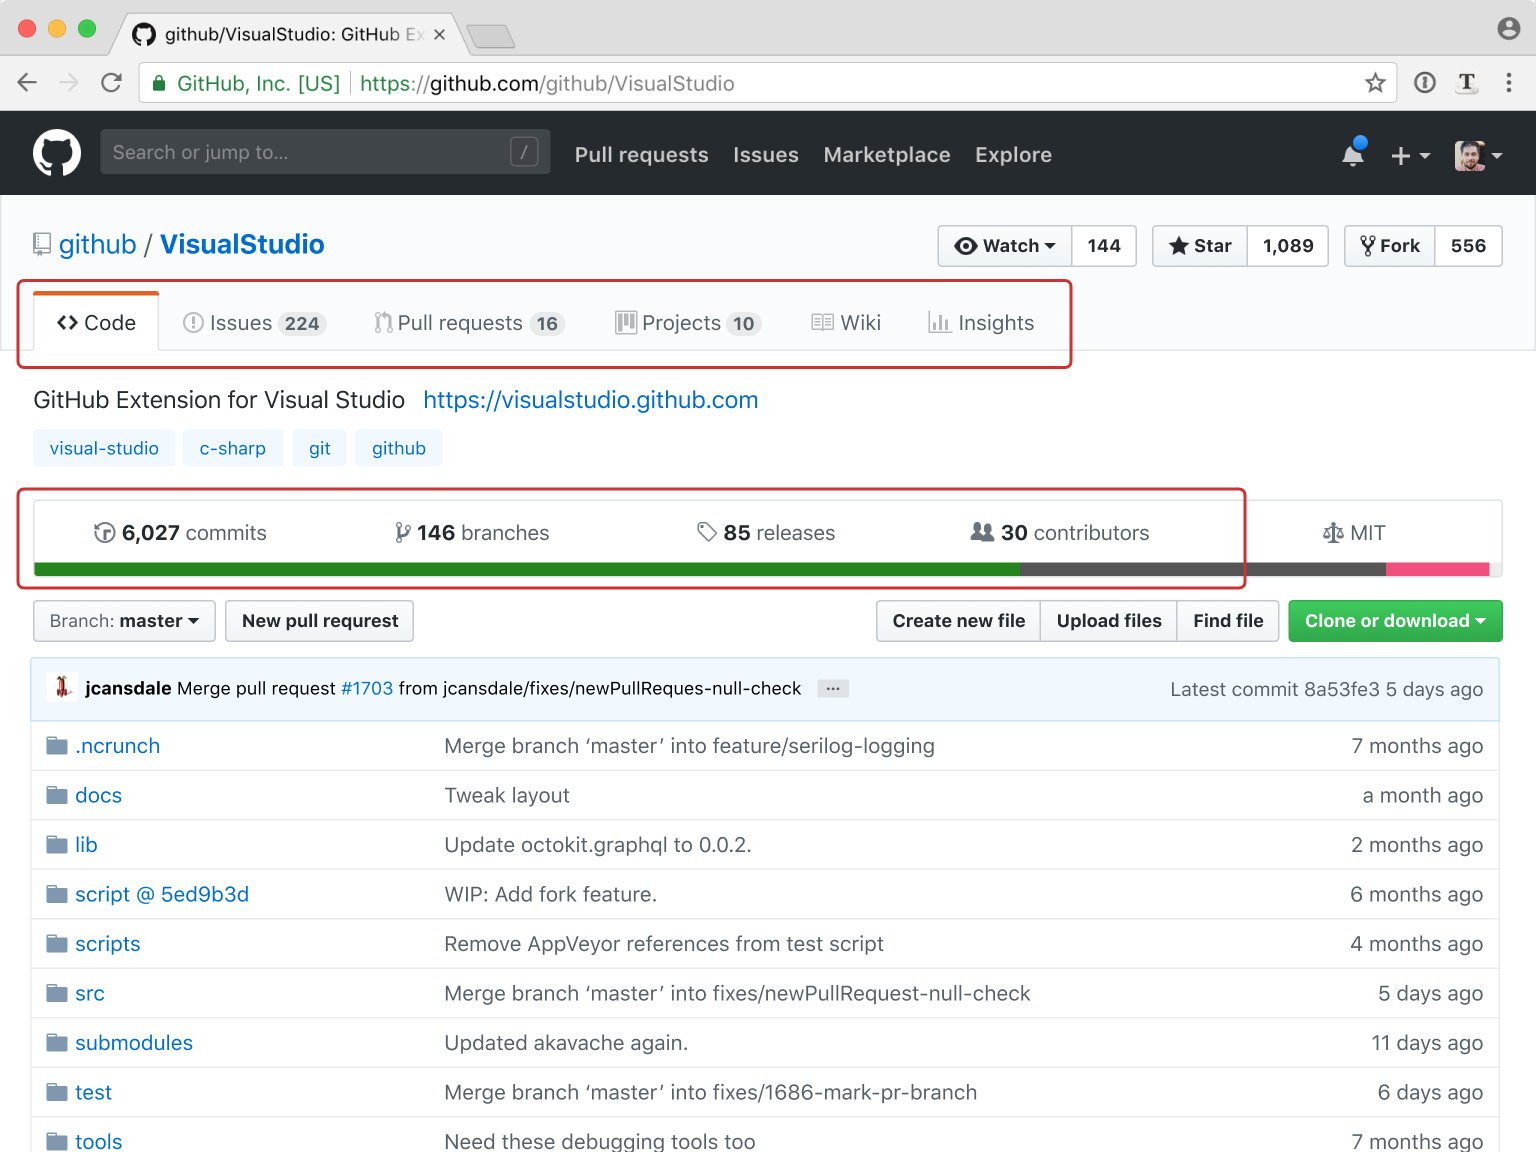 github/VisualStudio: GitHub Ex
GitHub, Inc. [US] https://github.com/github/VisualStudio
Search or jump to... / Pull requests Issues Marketplace Explore
github / VisualStudio Watch 144 Star 1,089 Fork 556
Code Issues 224 Pull requests 16 Projects 10 Wiki Insights
GitHub Extension for Visual Studio https://visualstudio.github.com
visual-studio c-sharp git github
6,027 commits 146 branches 85 releases 30 contributors MIT
Branch: master New pull requrest Create new file Upload files Find file Clone or download
jcansdale Merge pull request #1703 from jcansdale/fixes/newPullReques-null-check ... Latest commit 8a53fe3 5 days ago
.ncrunch Merge branch ‘master’ into feature/serilog-logging 7 months ago
docs Tweak layout a month ago
lib Update octokit.graphql to 0.0.2. 2 months ago
script @ 5ed9b3d WIP: Add fork feature. 6 months ago
scripts Remove AppVeyor references from test script 4 months ago
src Merge branch ‘master’ into fixes/newPullRequest-null-check 5 days ago
submodules Updated akavache again. 11 days ago
test Merge branch ‘master’ into fixes/1686-mark-pr-branch 6 days ago
tools Need these debugging tools too 7 months ago